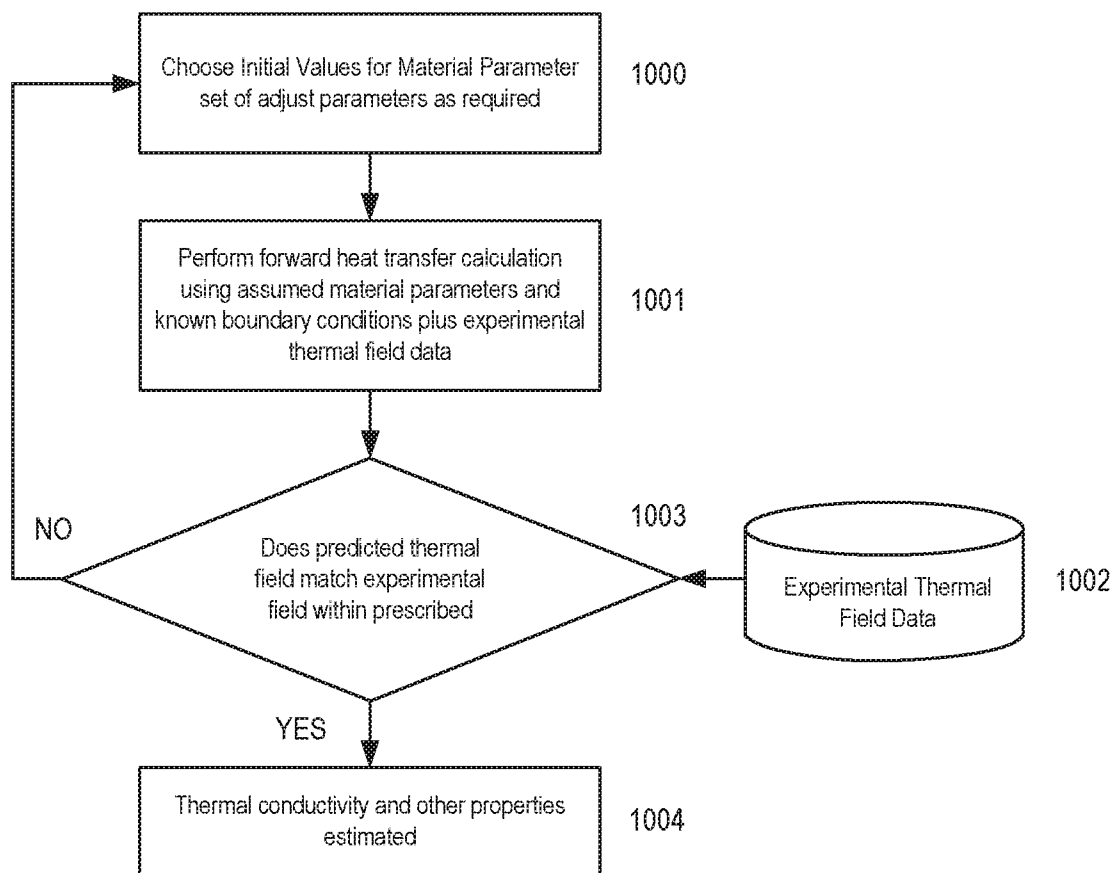 Choose Initial Values for Material Parameter
set of adjust parameters as required
1000
Perform forward heat transfer calculation
using assumed material parameters and
known boundary conditions plus experimental
thermal field data
1001
NO
Does predicted thermal
field match experimental
field within prescribed
1003
Experimental Thermal
Field Data
1002
YES
Thermal conductivity and other properties
estimated
1004